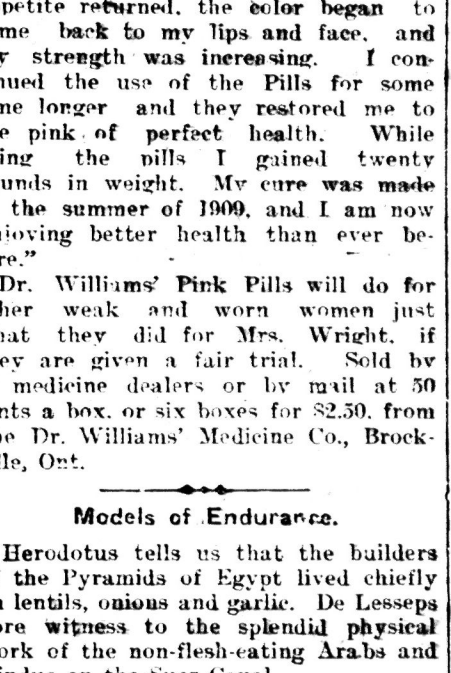 petite returned, the color began to
me back to my lips and face, and
y strength was increasing. I con-
nued the use of the Pills for some
me longer and they restored me to
e pink of perfect health. While
ing the pills I gained twenty
unds in weight. My cure was made
the summer of 1909, and I am now
njoying better health than ever be-
re."
Dr. Williams' Pink Pills will do for
her weak and worn women just
hat they did for Mrs. Wright, if
ey are given a fair trial. Sold by
medicine dealers or by mail at 50
nts a box, or six boxes for $2.50, from
e Dr. Williams' Medicine Co., Brock-
lle, Ont.
Models of Endurance.
Herodotus tells us that the builders
the Pyramids of Egypt lived chiefly
lentils, onions and garlic. De Lesseps
ore witness to the splendid physical
ork of the non-flesh-eating Arabs and